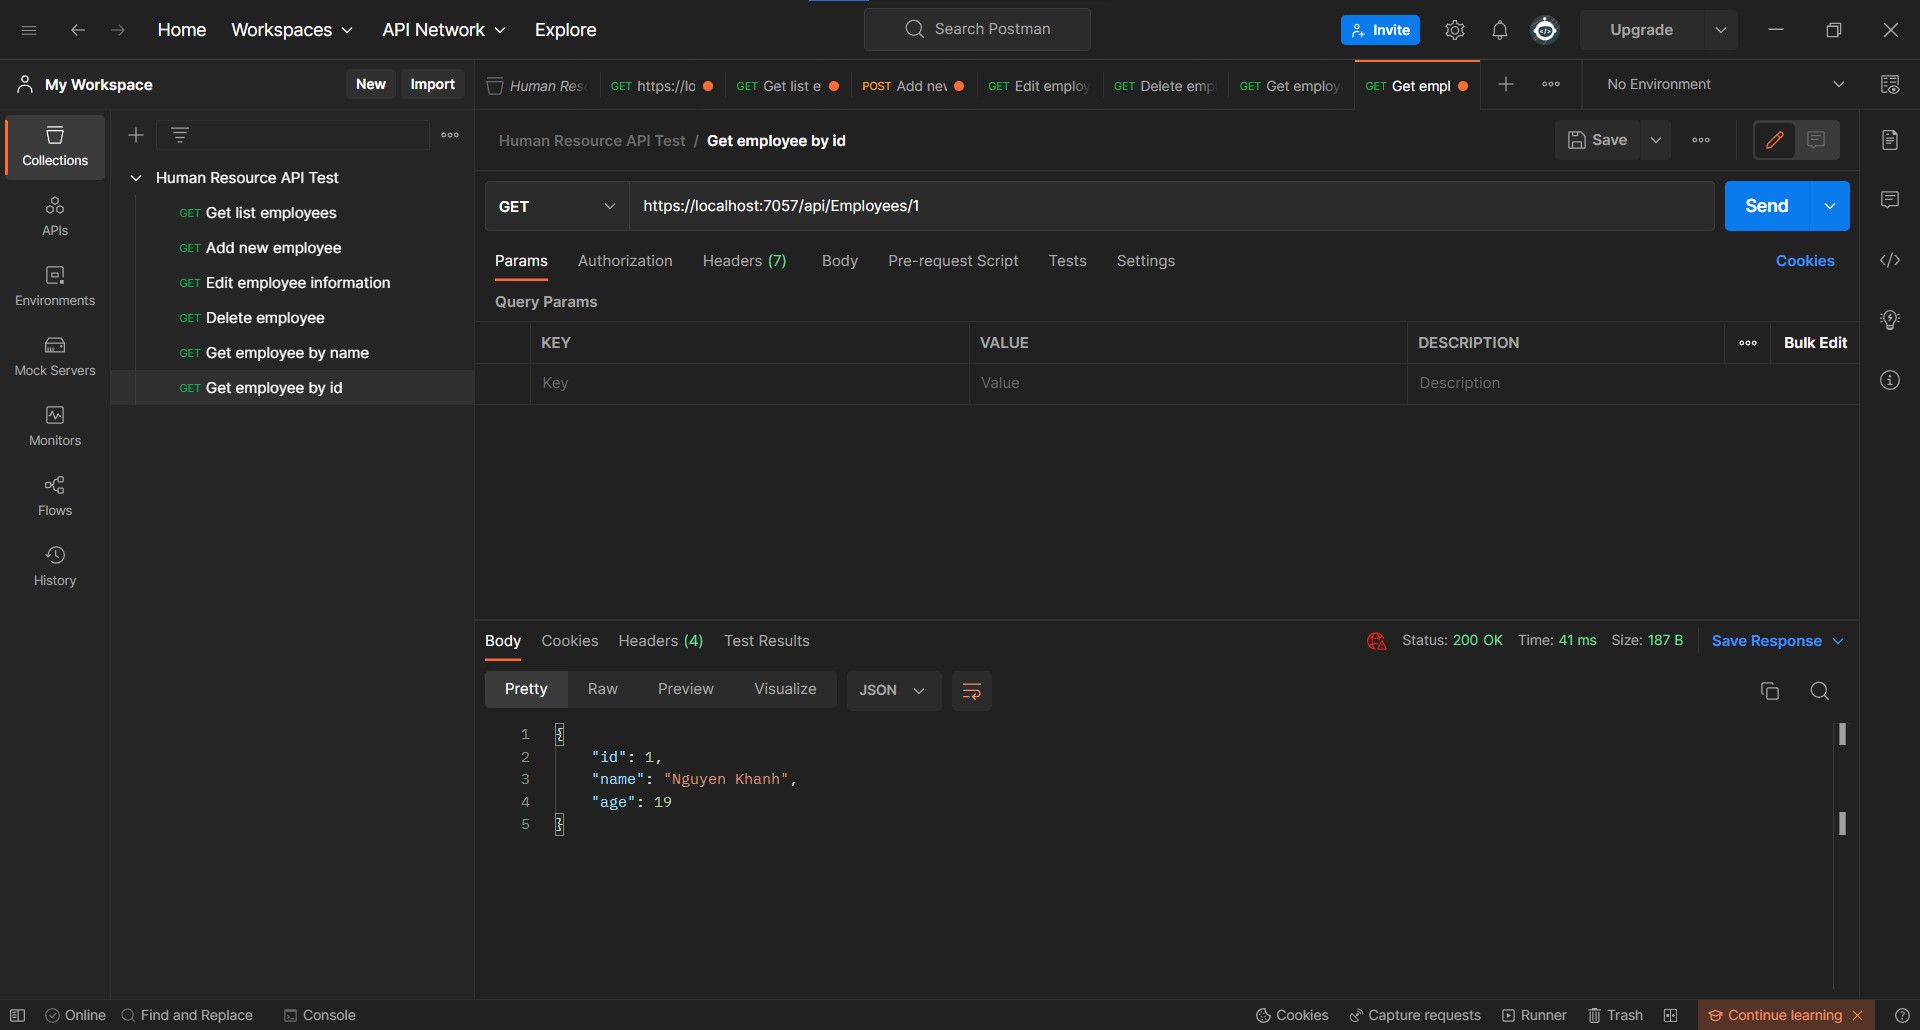 Home
Workspaces
API Network
Explore
Search Postman
Invite
Upgrade
My Workspace
New
Import
Human Res
GET https://lo
GET Get list e
POST Add nev
GET Edit employ
GET Delete emp
GET Get employ
GET Get empl
No Environment
Collections
APIs
Environments
Mock Servers
Monitors
Flows
History
Human Resource API Test
GET Get list employees
GET Add new employee
GET Edit employee information
GET Delete employee
GET Get employee by name
GET Get employee by id
Human Resource API Test / Get employee by id
Save
GET
https://localhost:7057/api/Employees/1
Send
Params
Authorization
Headers (7)
Body
Pre-request Script
Tests
Settings
Cookies
Query Params
KEY
VALUE
DESCRIPTION
Bulk Edit
Key
Value
Description
Body
Cookies
Headers (4)
Test Results
Status: 200 OK
Time: 41 ms
Size: 187 B
Save Response
Pretty
Raw
Preview
Visualize
JSON
1 {
2 "id": 1,
3 "name": "Nguyen Khanh",
4 "age": 19
5 }
Online
Find and Replace
Console
Cookies
Capture requests
Runner
Trash
Continue learning